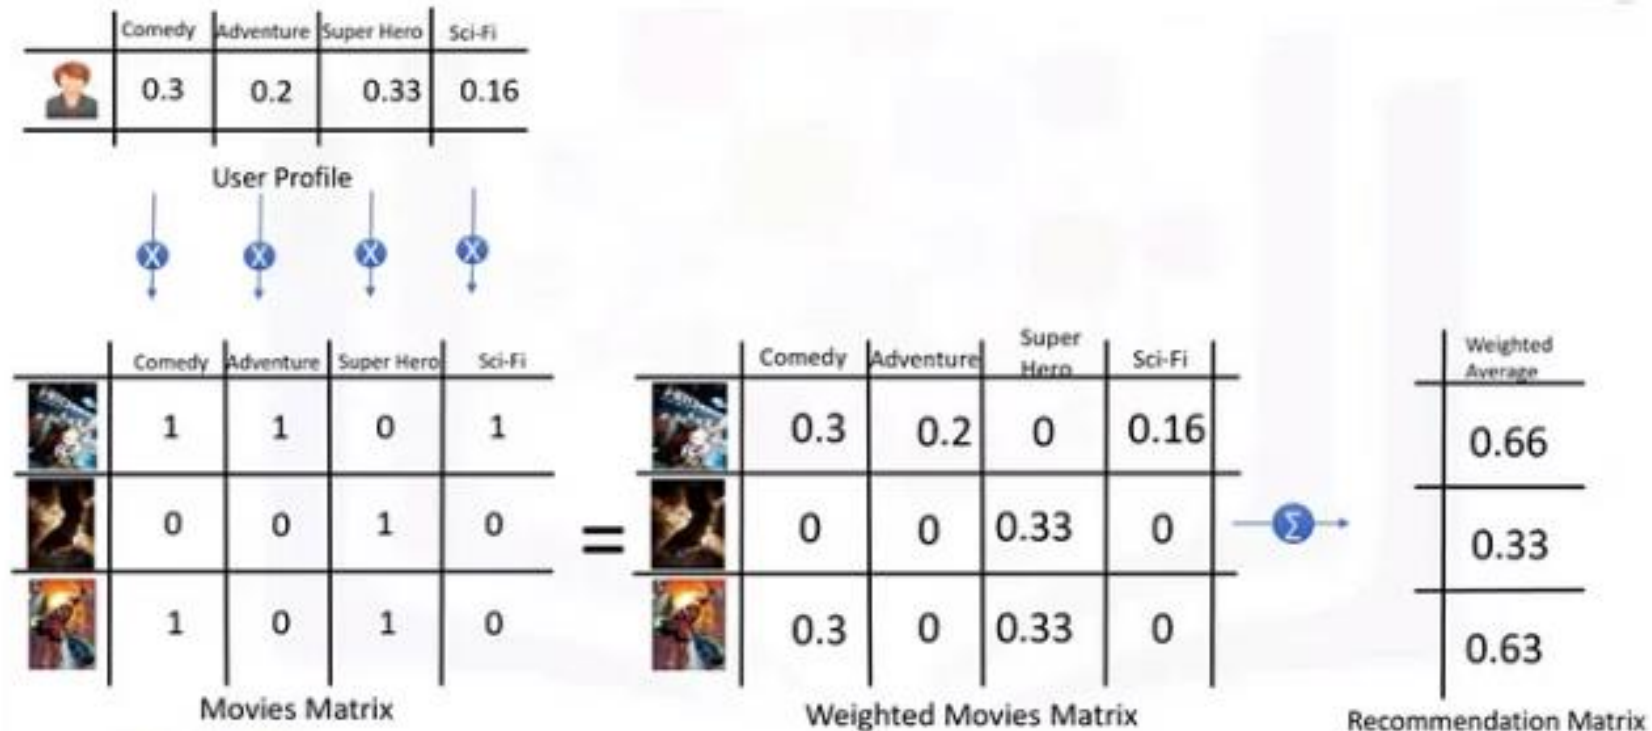 Comedy Adventure Super Hero Sci-Fi
0.3 0.2 0.33 0.16
User Profile
X X X X
Comedy Adventure Super Hero Sci-Fi
1 1 0 1
0 0 1 0
1 0 1 0
Movies Matrix
=
Comedy Adventure Super Hero Sci-Fi
0.3 0.2 0 0.16
0 0 0.33 0
0.3 0 0.33 0
Weighted Movies Matrix
Σ
Weighted
Average
0.66
0.33
0.63
Recommendation Matrix